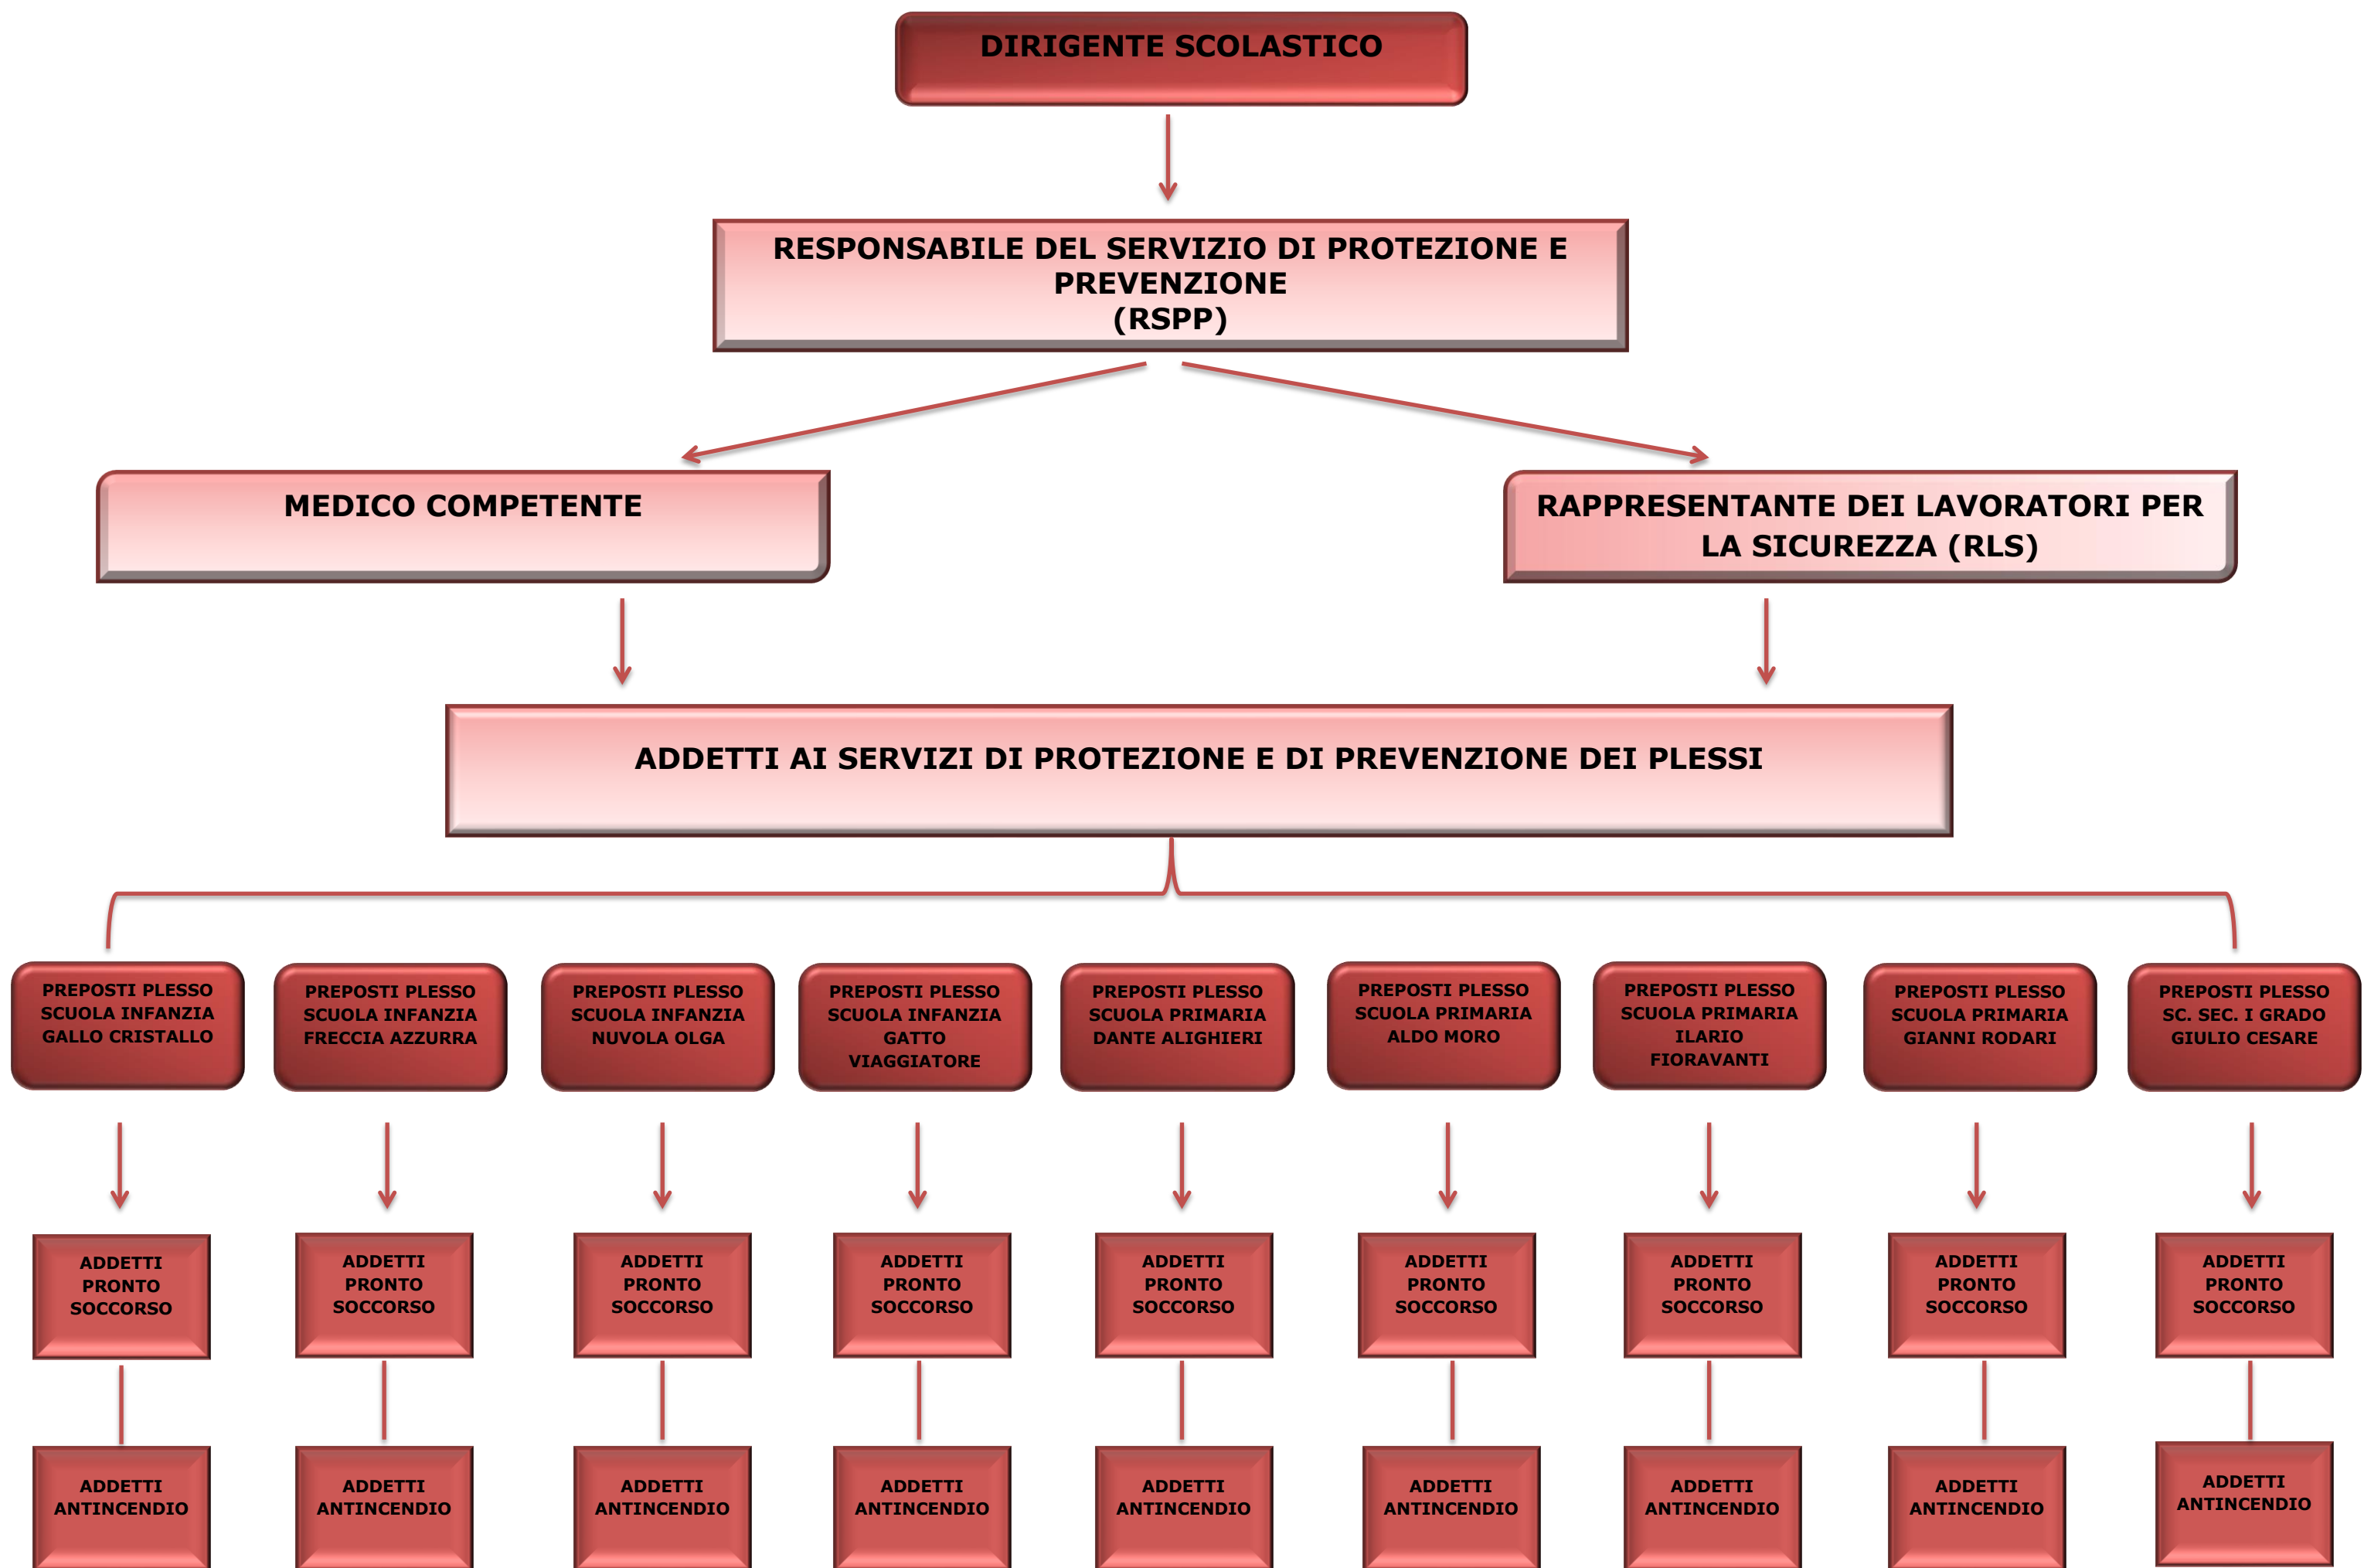 DIRIGENTE SCOLASTICO
RESPONSABILE DEL SERVIZIO DI PROTEZIONE E
PREVENZIONE
(RSPP)
MEDICO COMPETENTE
RAPPRESENTANTE DEI LAVORATORI PER
LA SICUREZZA (RLS)
ADDETTI AI SERVIZI DI PROTEZIONE E DI PREVENZIONE DEI PLESSI
PREPOSTI PLESSO
SCUOLA INFANZIA
GALLO CRISTALLO
PREPOSTI PLESSO
SCUOLA INFANZIA
FRECCIA AZZURRA
PREPOSTI PLESSO
SCUOLA INFANZIA
NUVOLA OLGA
PREPOSTI PLESSO
SCUOLA INFANZIA
GATTO
VIAGGIATORE
PREPOSTI PLESSO
SCUOLA PRIMARIA
DANTE ALIGHIERI
PREPOSTI PLESSO
SCUOLA PRIMARIA
ALDO MORO
PREPOSTI PLESSO
SCUOLA PRIMARIA
ILARIO
FIORAVANTI
PREPOSTI PLESSO
SCUOLA PRIMARIA
GIANNI RODARI
PREPOSTI PLESSO
SC. SEC. I GRADO
GIULIO CESARE
ADDETTI
PRONTO
SOCCORSO
ADDETTI
PRONTO
SOCCORSO
ADDETTI
PRONTO
SOCCORSO
ADDETTI
PRONTO
SOCCORSO
ADDETTI
PRONTO
SOCCORSO
ADDETTI
PRONTO
SOCCORSO
ADDETTI
PRONTO
SOCCORSO
ADDETTI
PRONTO
SOCCORSO
ADDETTI
PRONTO
SOCCORSO
ADDETTI
ANTINCENDIO
ADDETTI
ANTINCENDIO
ADDETTI
ANTINCENDIO
ADDETTI
ANTINCENDIO
ADDETTI
ANTINCENDIO
ADDETTI
ANTINCENDIO
ADDETTI
ANTINCENDIO
ADDETTI
ANTINCENDIO
ADDETTI
ANTINCENDIO